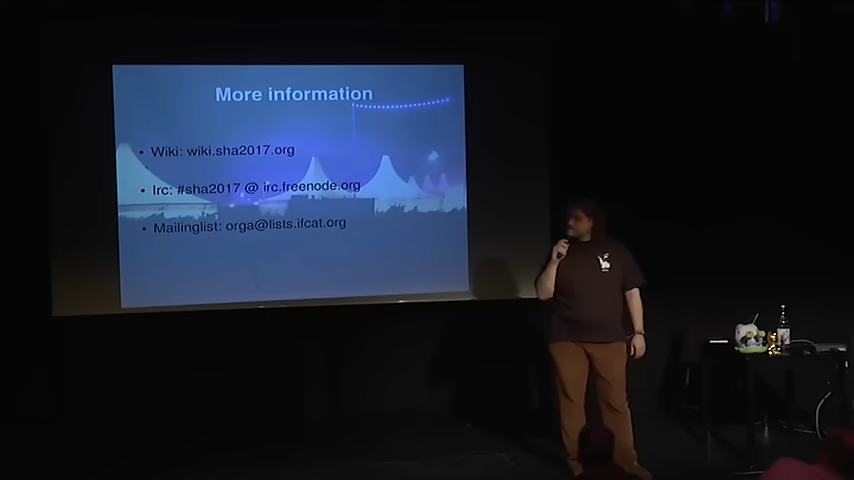 More information
• Wiki: wiki.sha2017.org
• Irc: #sha2017 @ irc.freenode.org
• Mailinglist: orga@lists.ifcat.org